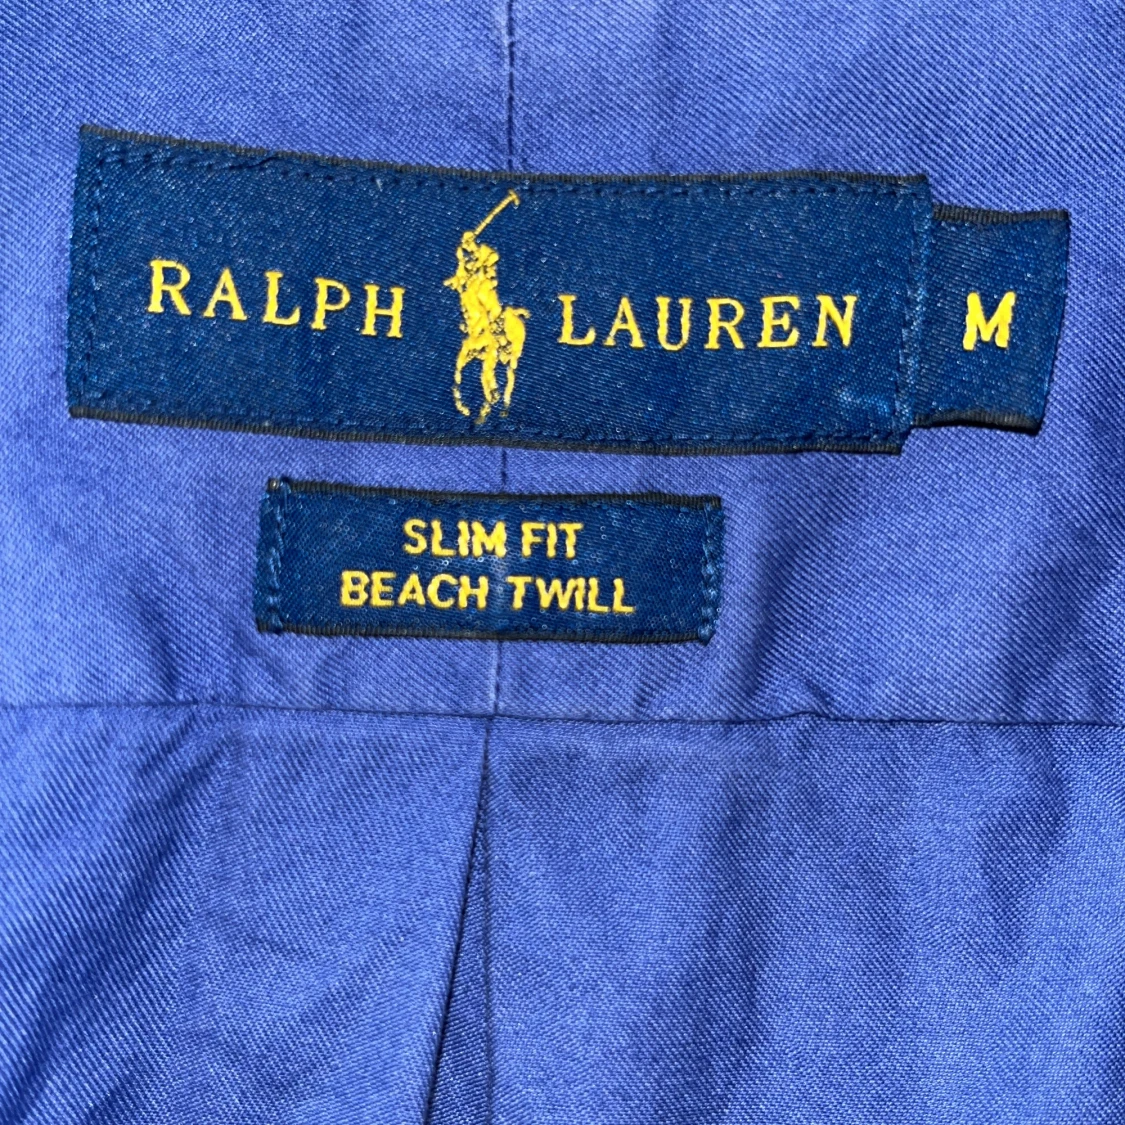 RALPH LAUREN M
SLIM FIT
BEACH TWILL